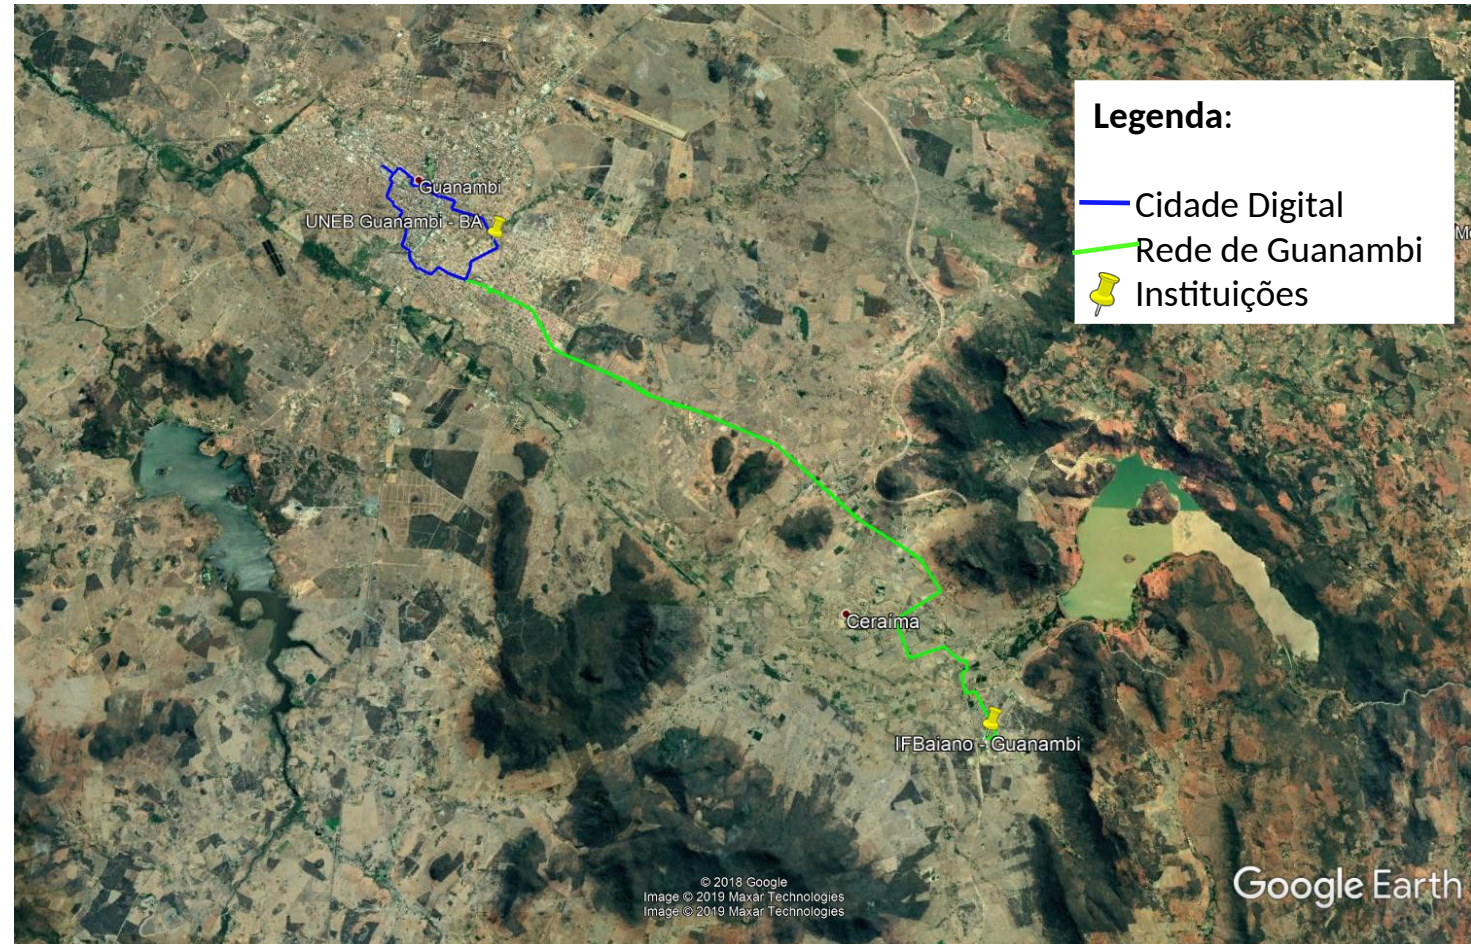 Legenda:
Cidade Digital
Rede de Guanambi
Instituições
Guanambi
UNEB Guanambi - BA
Ceraima
IFBaiano - Guanambi
© 2018 Google
Image © 2019 Maxar Technologies
Image © 2019 Maxar Technologies
Google Earth